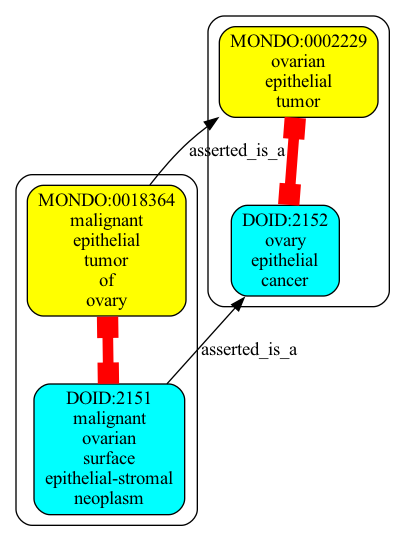 MONDO:0002229
ovarian
epithelial
tumor
asserted_is_a
MONDO:0018364
malignant
epithelial
tumor
of
ovary
DOID:2152
ovary
epithelial
cancer
asserted_is_a
DOID:2151
malignant
ovarian
surface
epithelial-stromal
neoplasm